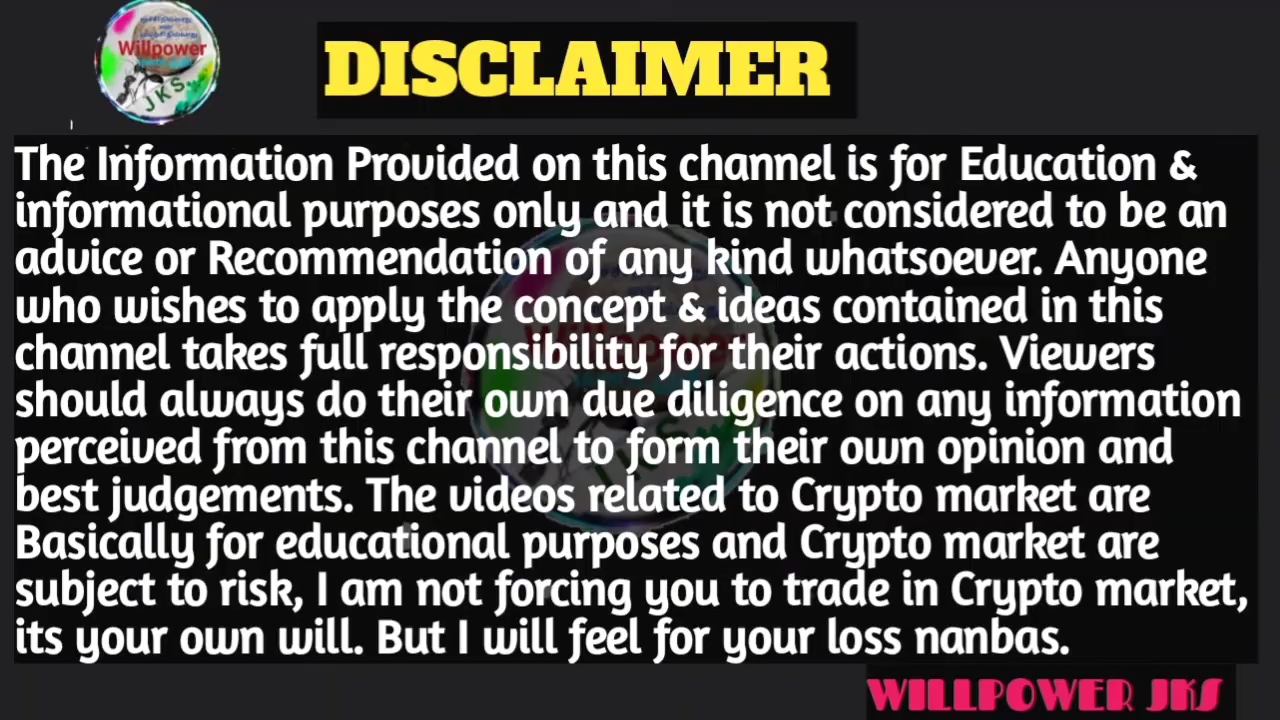 Willpower
JKS
DISCLAIMER
The Information Provided on this channel is for Education &
informational purposes only and it is not considered to be an
advice or Recommendation of any kind whatsoever. Anyone
who wishes to apply the concept & ideas contained in this
channel takes full responsibility for their actions. Viewers
should always do their own due diligence on any information
perceived from this channel to form their own opinion and
best judgements. The videos related to Crypto market are
Basically for educational purposes and Crypto market are
subject to risk, I am not forcing you to trade in Crypto market,
its your own will. But I will feel for your loss nanbas.
WILLPOWER JKS